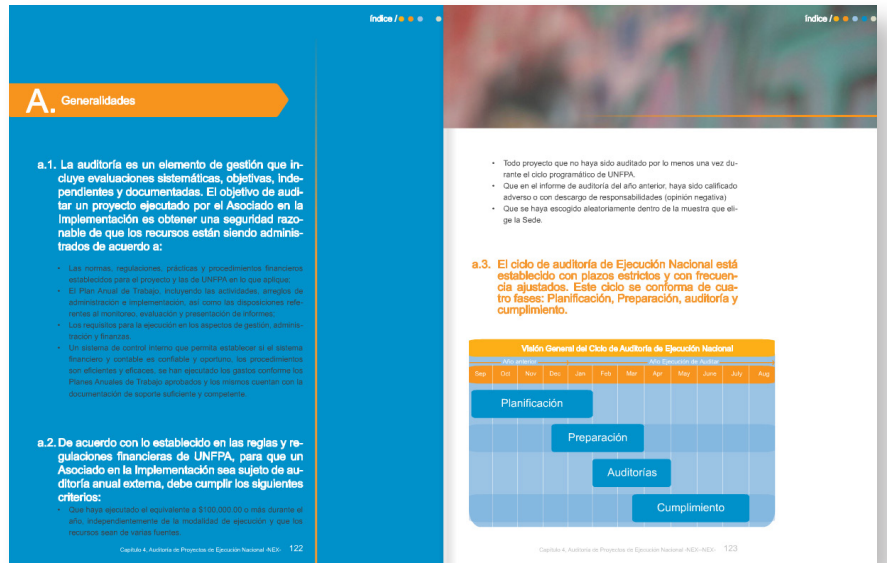 Índice /
A. Generalidades
a.1. La auditoría es un elemento de gestión que in-
cluye evaluaciones sistemáticas, objetivas, inde-
pendientes y documentadas. El objetivo de audi-
tar un proyecto ejecutado por el Asociado en la
Implementación es obtener una seguridad razo-
nable de que los recursos están siendo adminis-
trados de acuerdo a:
• Las normas, regulaciones, prácticas y procedimientos financieros
establecidos para el proyecto y las de UNFPA en lo que aplique;
• El Plan Anual de Trabajo, incluyendo las actividades, arreglos de
administración e implementación, así como las disposiciones refe-
rentes al monitoreo, evaluación y presentación de informes;
• Los requisitos para la ejecución en los aspectos de gestión, adminis-
tración y finanzas.
• Un sistema de control interno que permita establecer si el sistema
financiero y contable es confiable y oportuno, los procedimientos
son eficientes y eficaces, se han ejecutado los gastos conforme los
Planes Anuales de Trabajo aprobados y los mismos cuentan con la
documentación de soporte suficiente y competente.
a.2. De acuerdo con lo establecido en las reglas y re-
gulaciones financieras de UNFPA, para que un
Asociado en la Implementación sea sujeto de au-
ditoría anual externa, debe cumplir los siguientes
criterios:
• Que haya ejecutado el equivalente a $100,000.00 o más durante el
año, independientemente de la modalidad de ejecución y que los
recursos sean de varias fuentes.
Capítulo 4. Auditoría de Proyectos de Ejecución Nacional -NEX- 122
Índice /
• Todo proyecto que no haya sido auditado por lo menos una vez du-
rante el ciclo programático de UNFPA.
• Que en el informe de auditoría del año anterior, haya sido calificado
adverso o con descargo de responsabilidades (opinión negativa)
• Que se haya escogido aleatoriamente dentro de la muestra que eli-
ge la Sede.
a.3. El ciclo de auditoría de Ejecución Nacional está
establecido con plazos estrictos y con frecuen-
cia ajustados. Este ciclo se conforma de cua-
tro fases: Planificación, Preparación, auditoría y
cumplimiento.
Visión General del Ciclo de Auditoría de Ejecución Nacional
Año anterior Año Ejecución de Auditar
Sep Oct Nov Dec Jan Feb Mar Apr May June July Aug
Planificación
Preparación
Auditorías
Cumplimiento
Capítulo 4. Auditoría de Proyectos de Ejecución Nacional -NEX-NEX- 123